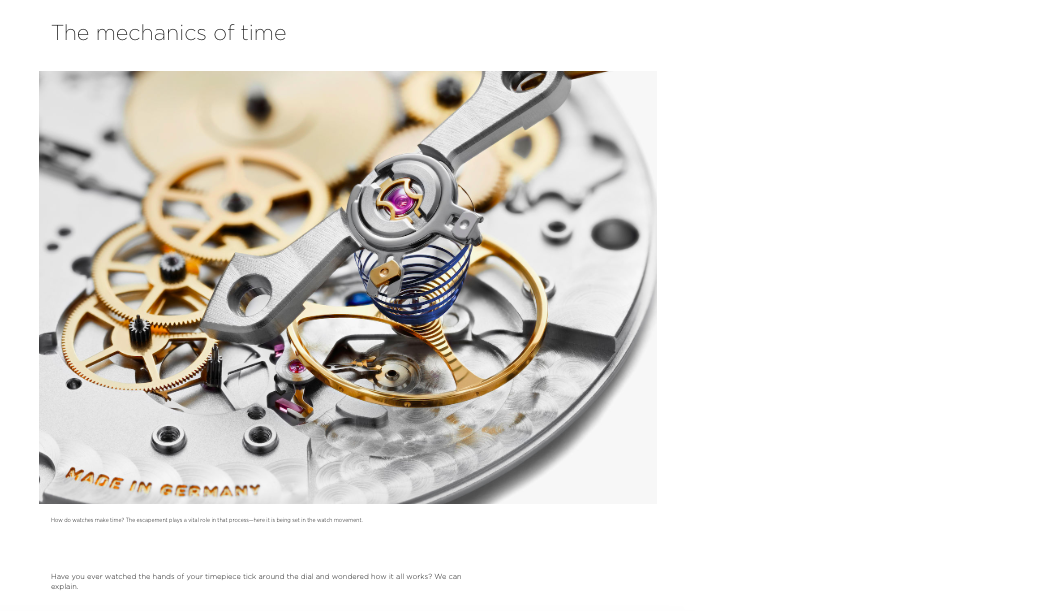 The mechanics of time
MADE IN GERMANY
How do watches make time? The escapement plays a vital role in that process—here it is being set in the watch movement.
Have you ever watched the hands of your timepiece tick around the dial and wondered how it all works? We can
explain.